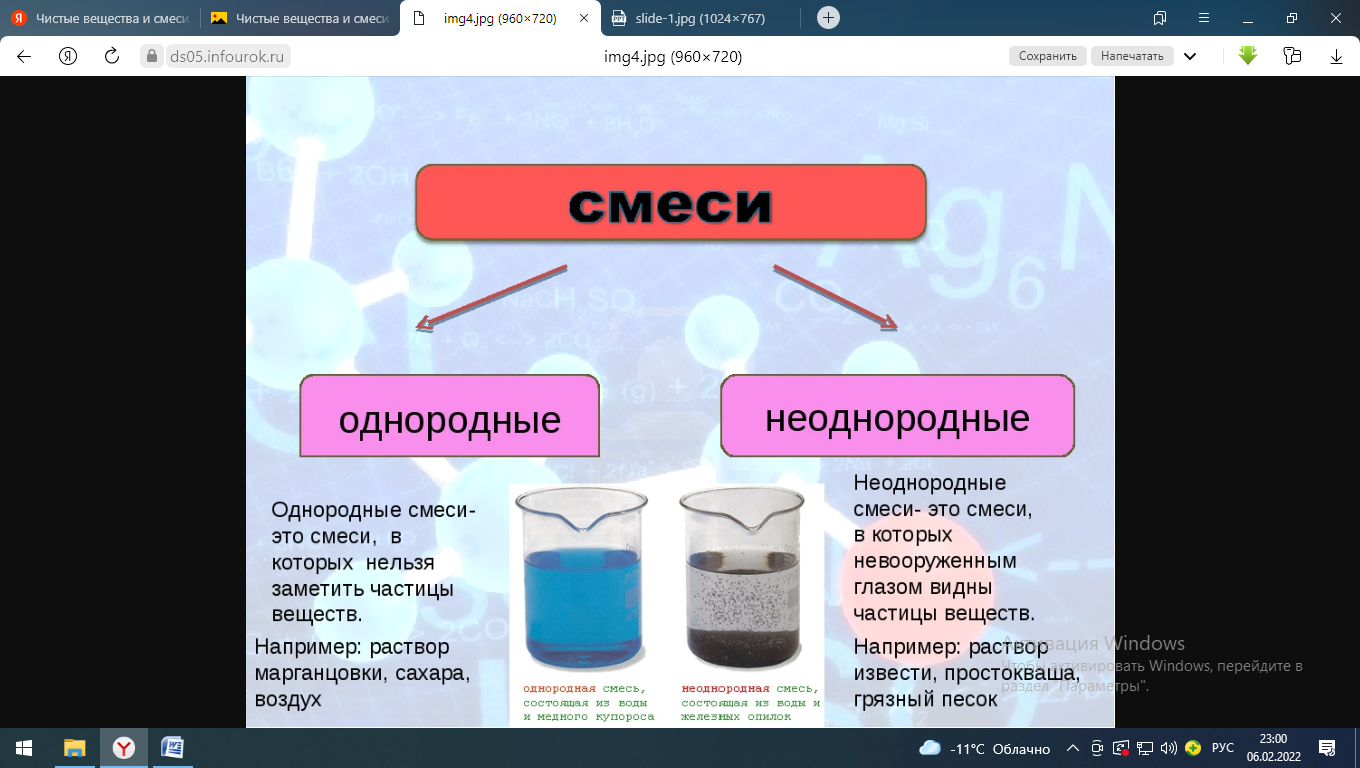 Чистые вещества и смеси
Чистые вещества и смеси.
img4.jpg (960×720)
slide-1.jpg (1024×767)
ds05.infourok.ru
img4.jpg (960×720)
Сохранить
Напечатать
смеси
однородные
неоднородные
Однородные смеси-
это смеси, в
которых нельзя
заметить частицы
веществ.
Например: раствор
марганцовки, сахара,
воздух
однородная смесь,
состоящая из воды
и медного купороса
неоднородная смесь,
состоящая из воды и
железных опилок
Неоднородные
смеси- это смеси,
в которых
невооруженным
глазом видны
частицы веществ.
Например: раствор
извести, простокваша,
грязный песок
Активация Windows
Чтобы активировать Windows, перейдите в
раздел "Параметры".
-11°C Облачно
РУС
23:00
06.02.2022